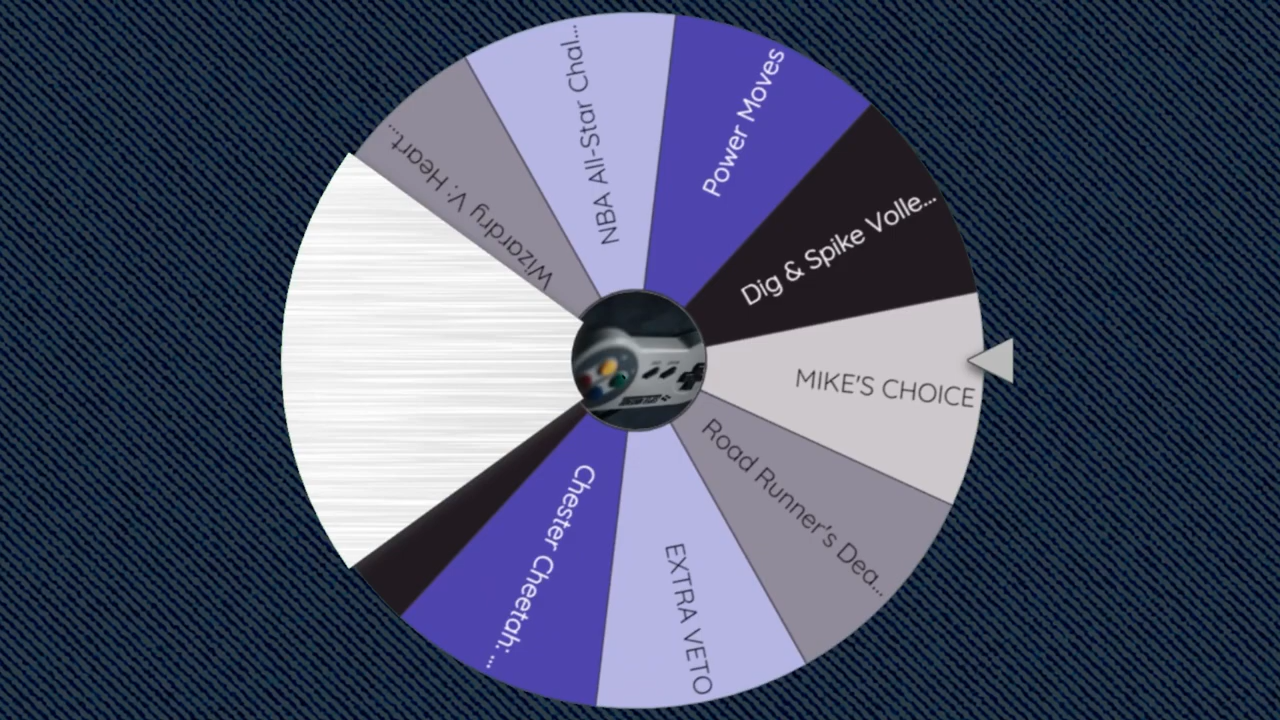 Wizardry V: Heart...
NBA All-Star Chal...
Power Moves
Dig & Spike Volle...
MIKE'S CHOICE
Road Runner's Dea...
EXTRA VETO
Chester Cheetah:...